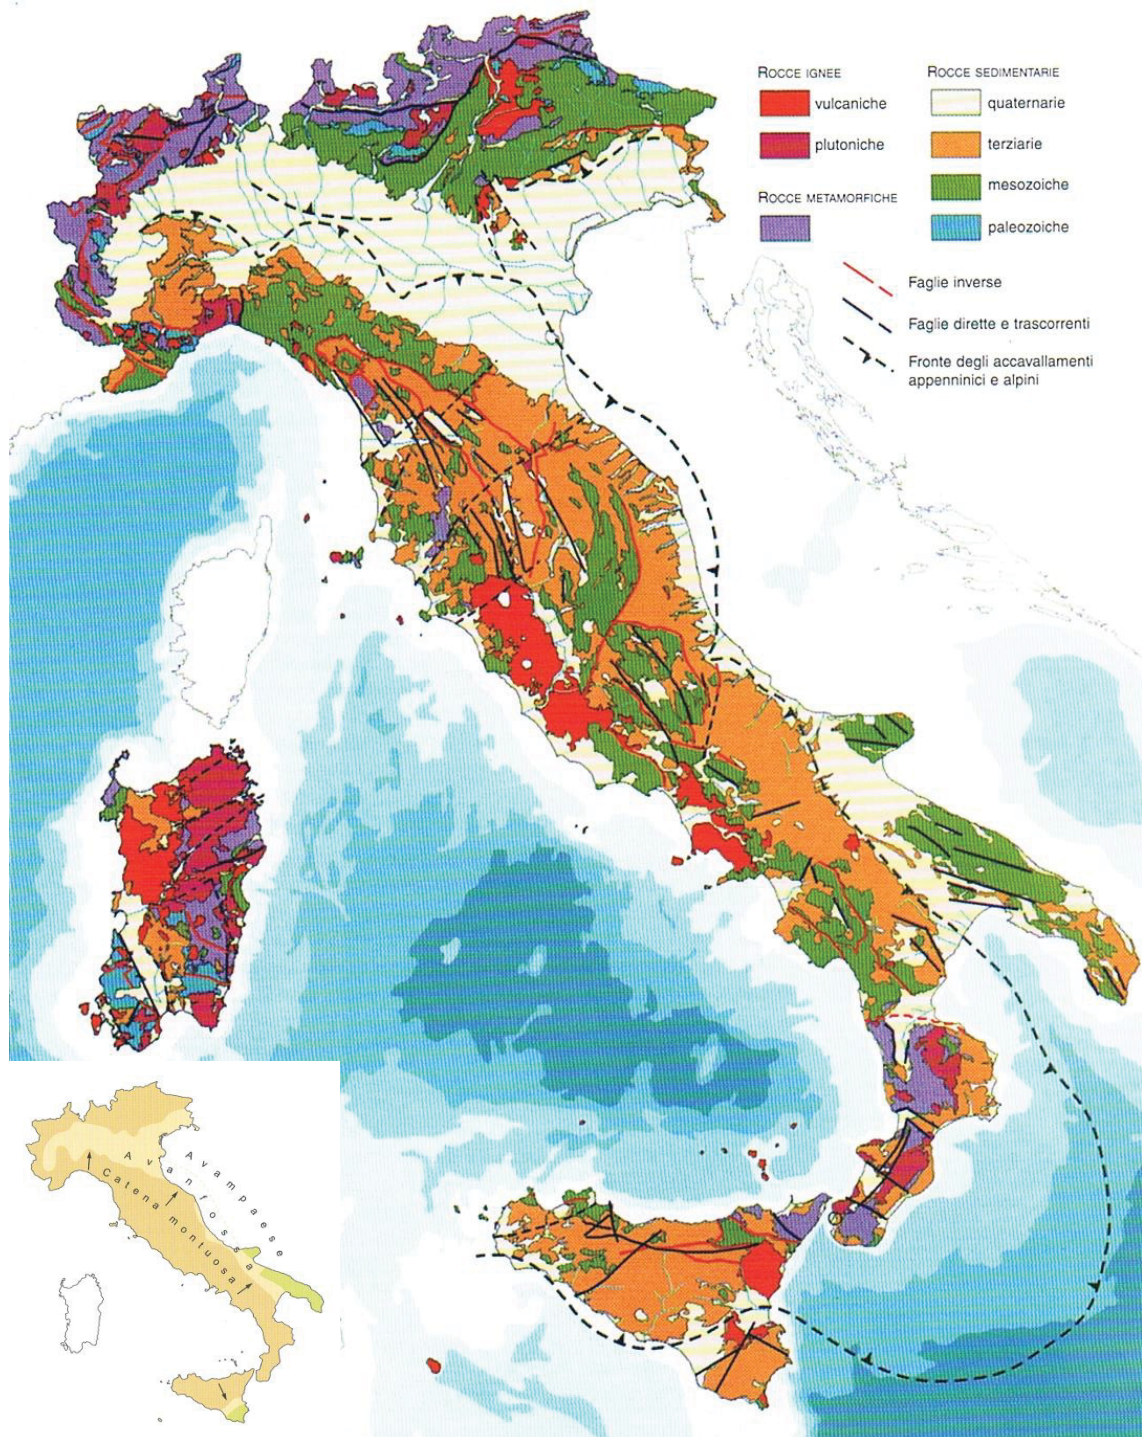 ROCCE IGNEE
vulcaniche
plutoniche
ROCCE METAMORFICHE
ROCCE SEDIMENTARIE
quaternarie
terziarie
mesozoiche
paleozoiche
Faglie inverse
Faglie dirette e trascorrenti
Fronte degli accavallamenti
appenninici e alpini
Avampaese
Avanfossa
Catena montuosa